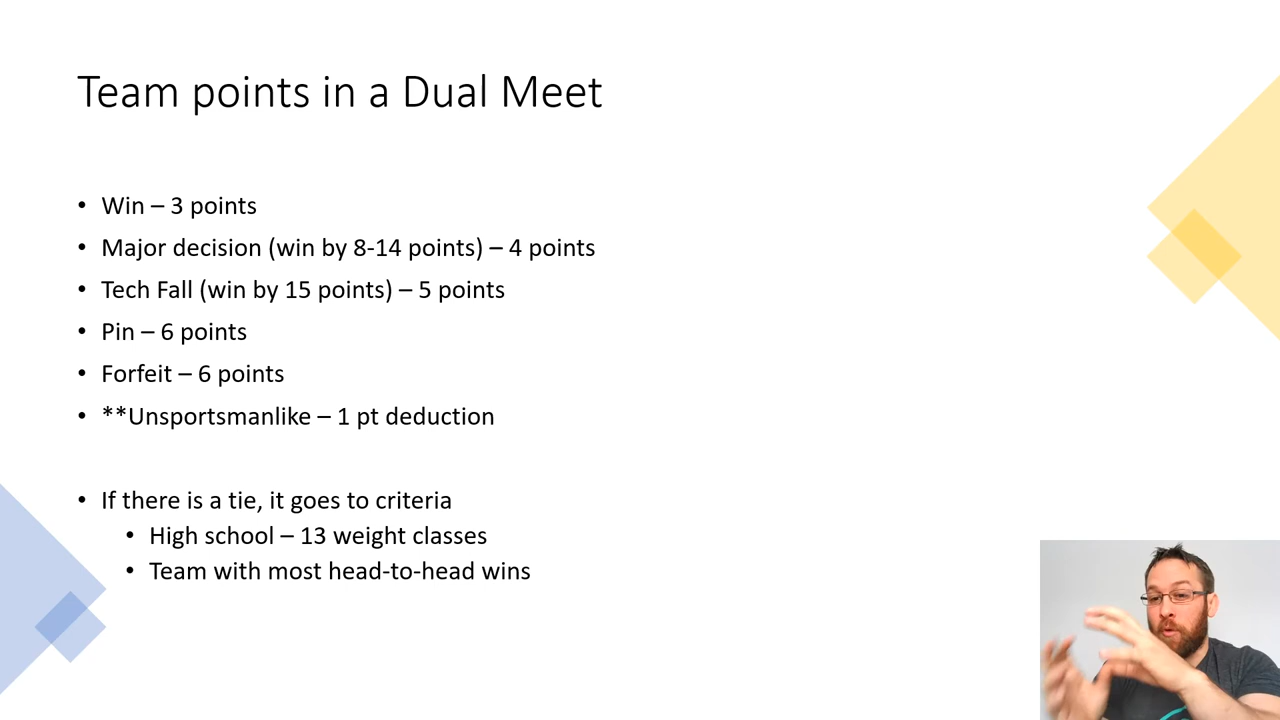 Team points in a Dual Meet
• Win – 3 points
• Major decision (win by 8-14 points) – 4 points
• Tech Fall (win by 15 points) – 5 points
• Pin – 6 points
• Forfeit – 6 points
• **Unsportsmanlike – 1 pt deduction
• If there is a tie, it goes to criteria
• High school – 13 weight classes
• Team with most head-to-head wins